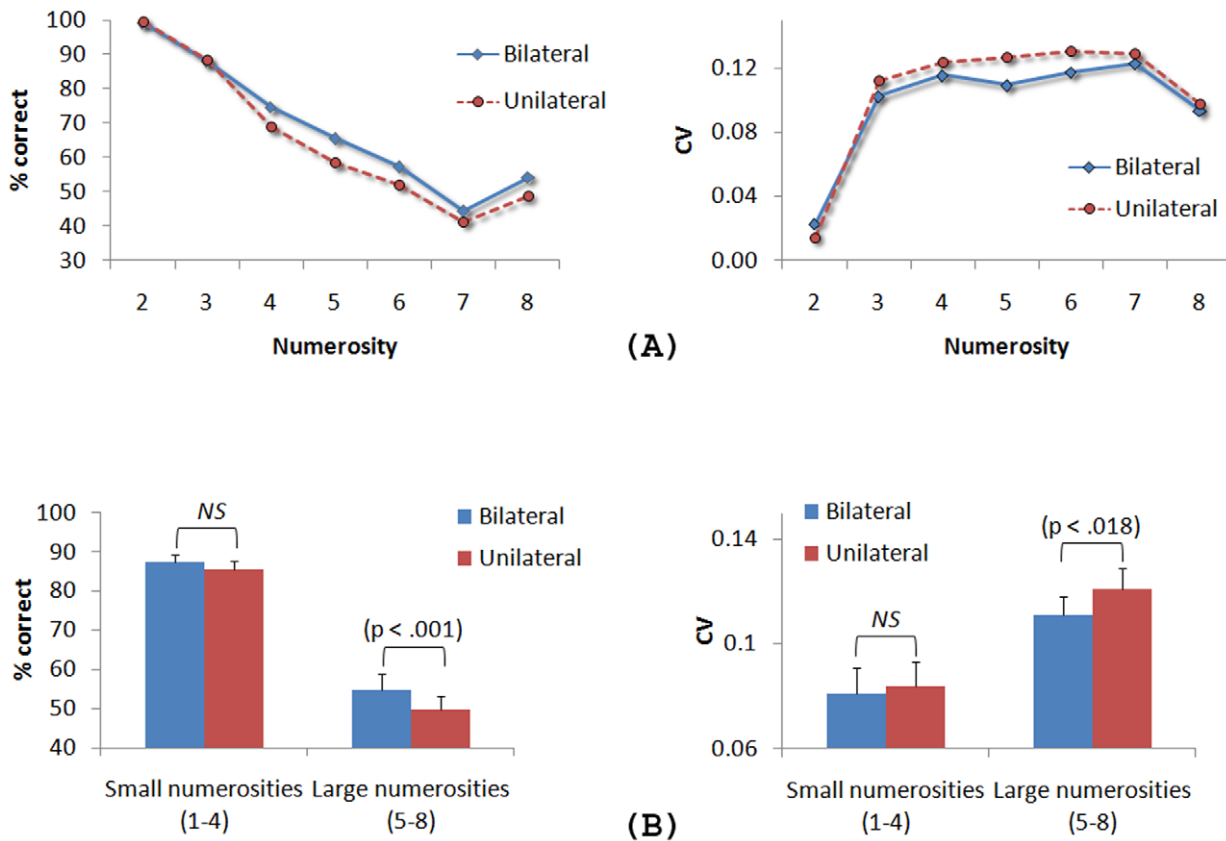 % correct
100
90
80
70
60
50
40
30
2 3 4 5 6 7 8
Numerosity
Bilateral
Unilateral
CV
0.12
0.08
0.04
0.00
2 3 4 5 6 7 8
Numerosity
Bilateral
Unilateral
(A)
% correct
100
90
80
70
60
50
40
NS
(p < .001)
Bilateral
Unilateral
Small numerosities Large numerosities
(1-4) (5-8)
CV
0.14
0.1
0.06
Bilateral
Unilateral
NS
(p < .018)
Small numerosities Large numerosities
(1-4) (5-8)
(B)